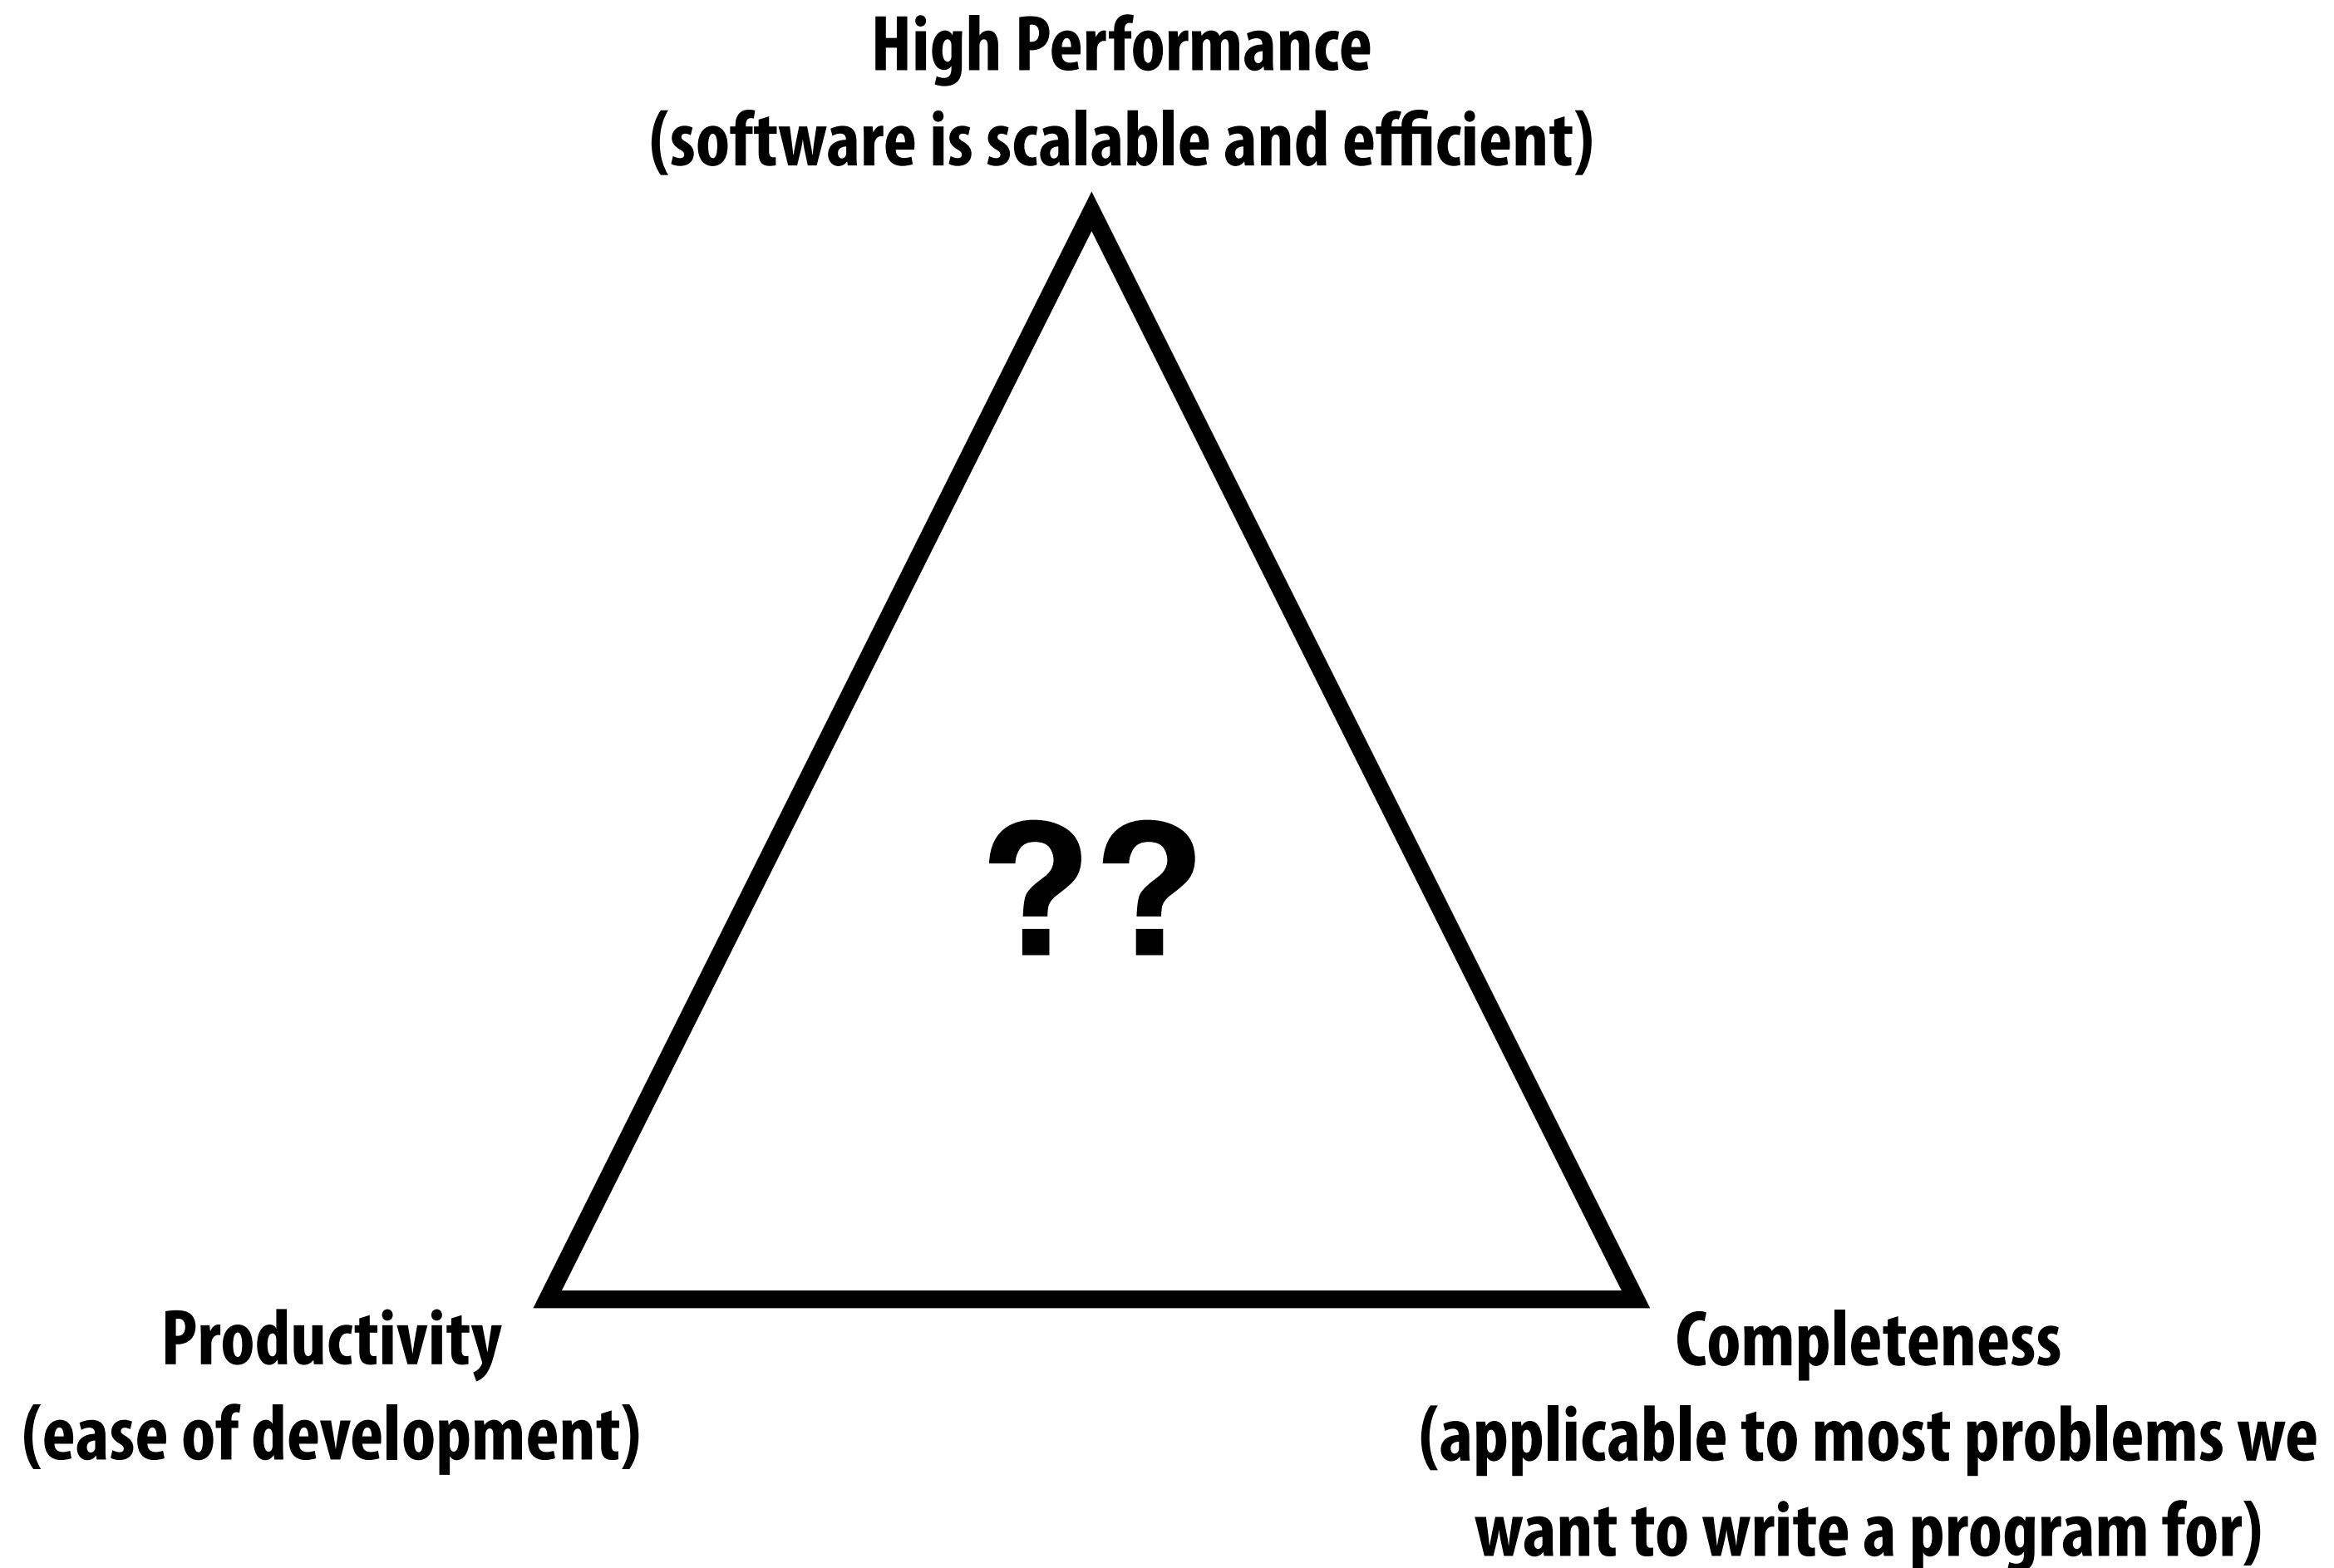 High Performance
(software is scalable and efficient)
??
Productivity
(ease of development)
Completeness
(applicable to most problems we
want to write a program for)